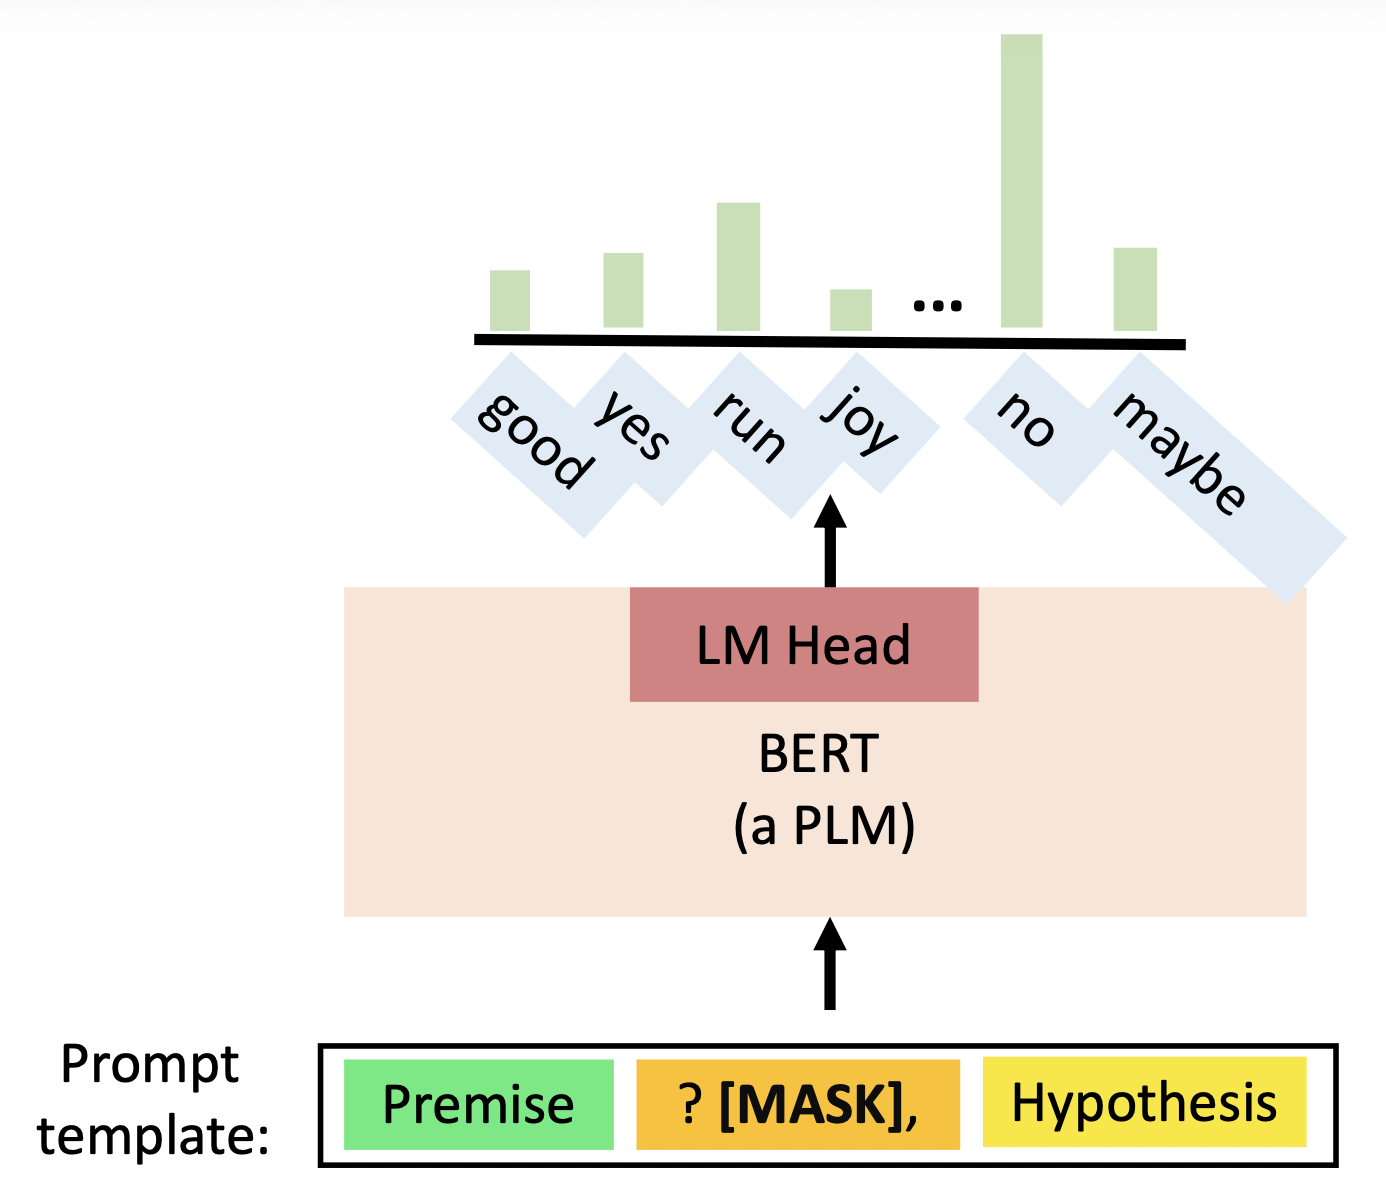 good
yes
run
joy
...
no
maybe
LM Head
BERT
(a PLM)
Prompt
template:
Premise
? [MASK],
Hypothesis